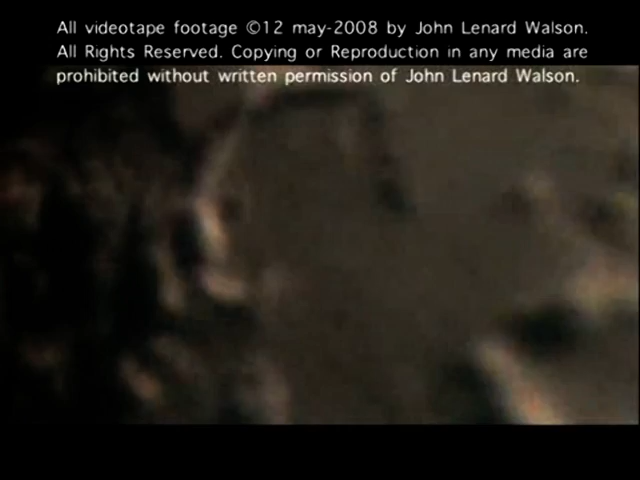 All videotape footage ©12 may-2008 by John Lenard Walson.
All Rights Reserved. Copying or Reproduction in any media are
prohibited without written permission of John Lenard Walson.